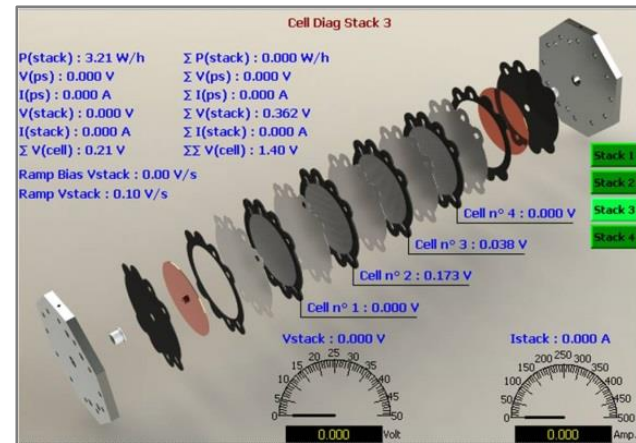 Cell Diag Stack 3
P(stack) : 3.21 W/h
V(ps) : 0.000 V
I(ps) : 0.000 A
V(stack) : 0.000 V
I(stack) : 0.000 A
Σ V(cell) : 0.21 V
Σ P(stack) : 0.000 W
Σ V(ps) : 0.000 V
Σ I(ps) : 0.000 A
Σ V(stack) : 0.362 V
Σ I(stack) : 0.000 A
ΣΣ V(cell) : 1.40 V
Ramp Bias Vstack : 0.00 V/s
Ramp Vstack : 0.10 V/s
Stack 1
Stack 2
Stack 3
Stack 4
Cell n° 4 : 0.000 V
Cell n° 3 : 0.038 V
Cell n° 2 : 0.173 V
Cell n° 1 : 0.000 V
Vstack : 0.000 V
0 5 10 15 20 25 30 35 40 45 50
0.000 Volt
Istack : 0.000 A
0 50 100 150 200 250 300 350 400 450 500
0.000 Amp.